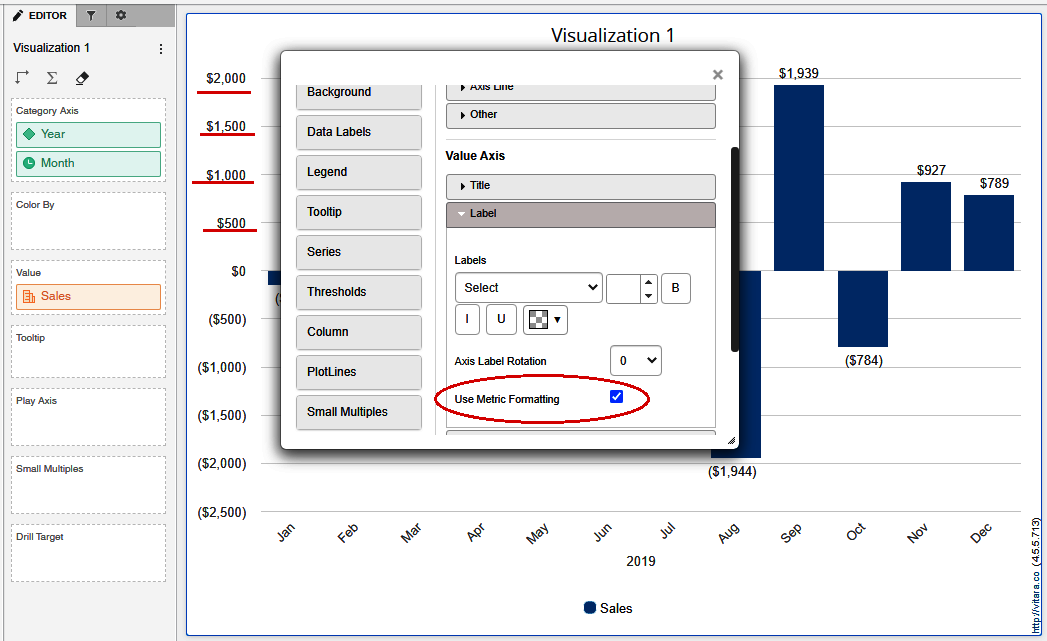 EDITOR
Visualization 1
Category Axis
Year
Month
Color By
Value
Sales
Tooltip
Play Axis
Small Multiples
Drill Target
Visualization 1
$2,000
$1,500
$1,000
$500
$0
($500)
($1,000)
($1,500)
($2,000)
($2,500)
$1,939
$927
$789
($784)
($1,944)
Jan
Feb
Mar
Apr
May
Jun
Jul
Aug
Sep
Oct
Nov
Dec
2019
Sales
http://vitara.co (4.5.5.713)
×
Background
Data Labels
Legend
Tooltip
Series
Thresholds
Column
PlotLines
Small Multiples
Axis Line
Other
Value Axis
Title
Label
Labels
Select
B
I
U
Axis Label Rotation
0
Use Metric Formatting